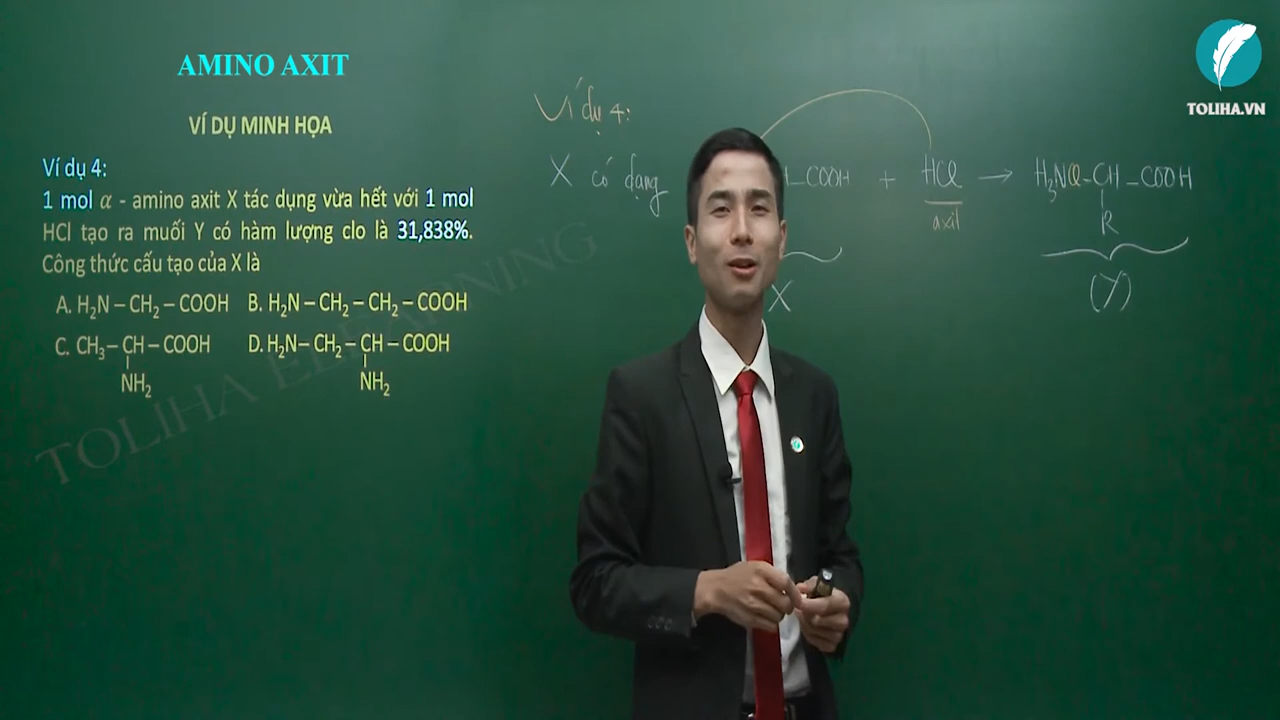 AMINO AXIT
VÍ DỤ MINH HỌA
Ví dụ 4:
1 mol α - amino axit X tác dụng vừa hết với 1 mol
HCl tạo ra muối Y có hàm lượng clo là 31,838%.
Công thức cấu tạo của X là
A. H₂N – CH₂ – COOH B. H₂N – CH₂ – CH₂ – COOH
C. CH₃ – CH – COOH D. H₂N – CH₂ – CH – COOH
NH₂ NH₂
TOLIHA ELEARNING
TOLIHA.VN
Ví dụ 4:
X có dạng –COOH + HCl → H₃NCl–CH–COOH
axit
R
X (Y)